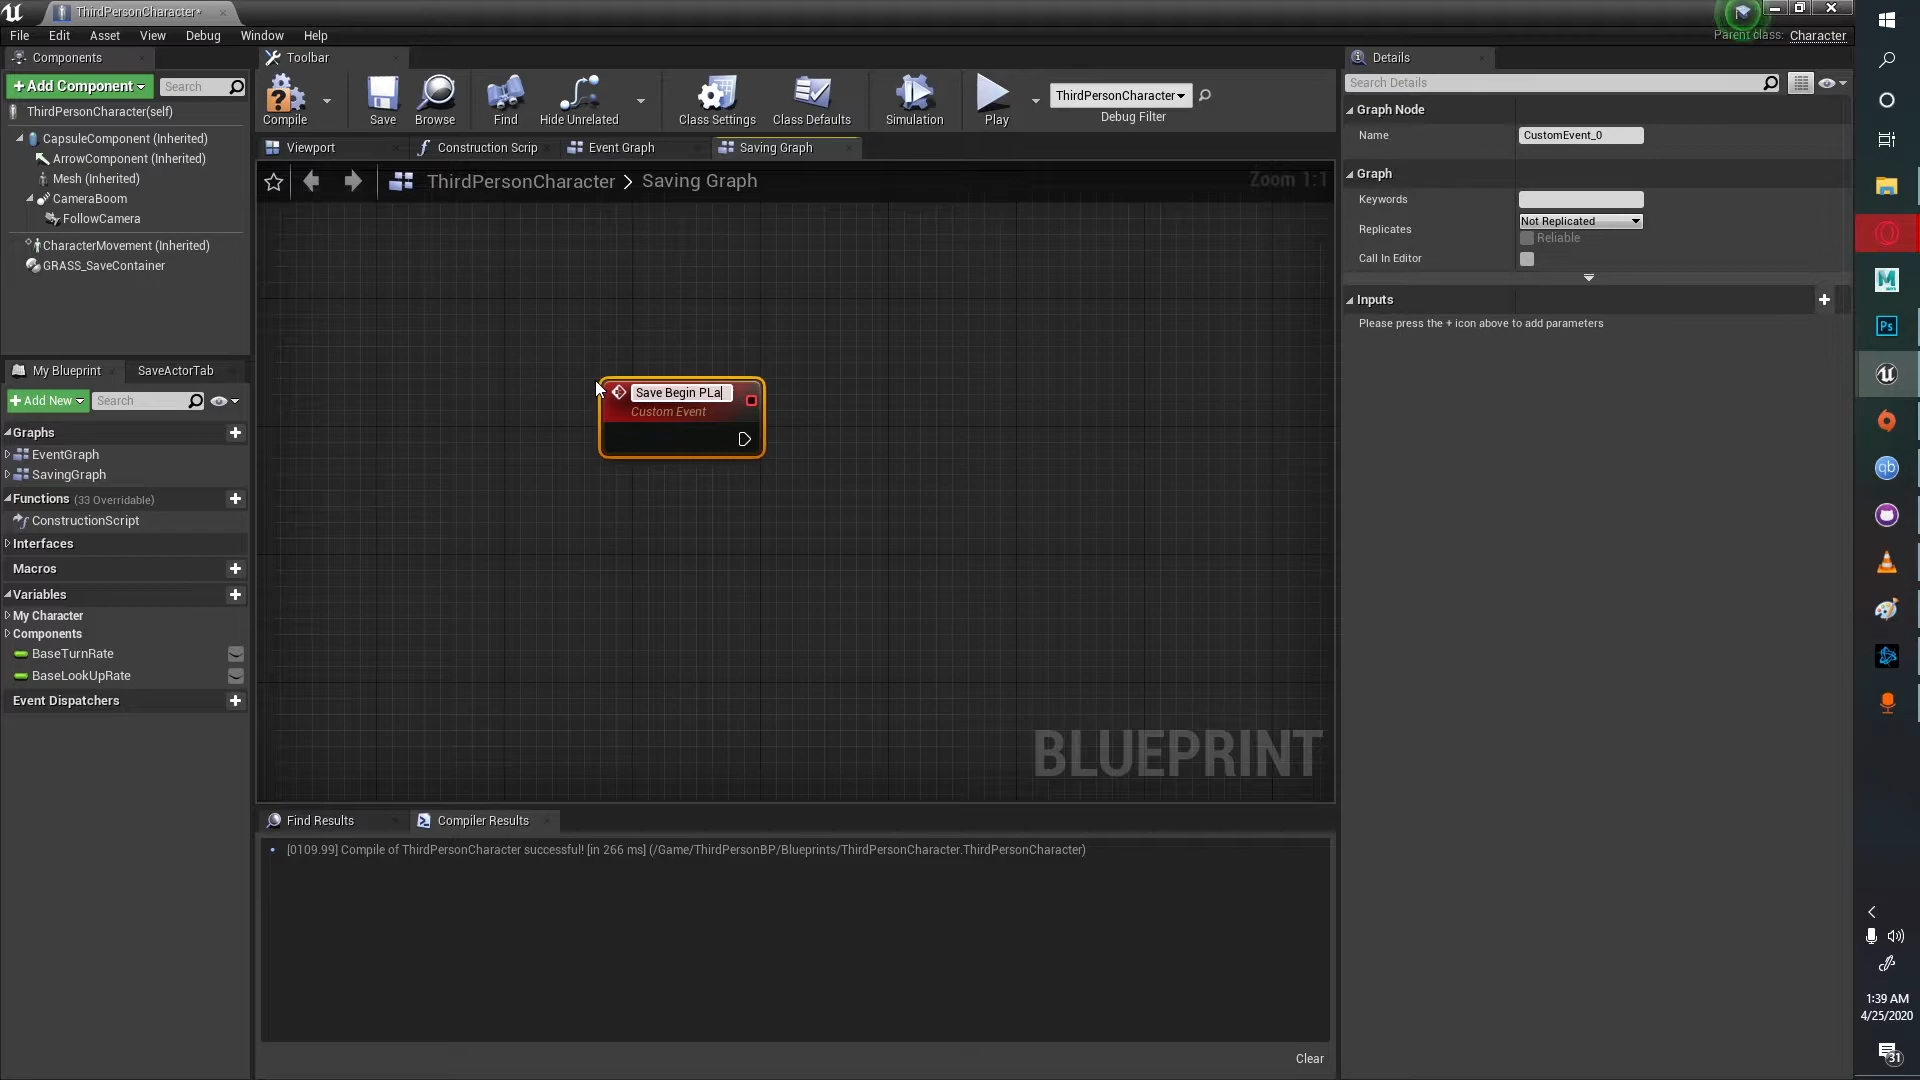 ThirdPersonCharacter*
File Edit Asset View Debug Window Help
Parent class: Character
Components
+Add Component
Search
ThirdPersonCharacter(self)
CapsuleComponent (Inherited)
ArrowComponent (Inherited)
Mesh (Inherited)
CameraBoom
FollowCamera
CharacterMovement (Inherited)
GRASS_SaveContainer
My Blueprint
SaveActorTab
+Add New
Search
Graphs
EventGraph
SavingGraph
Functions (33 Overridable)
ConstructionScript
Interfaces
Macros
Variables
My Character
Components
BaseTurnRate
BaseLookUpRate
Event Dispatchers
Toolbar
Compile
Save
Browse
Find
Hide Unrelated
Class Settings
Class Defaults
Simulation
Play
ThirdPersonCharacter
Debug Filter
Viewport
Construction Scrip
Event Graph
Saving Graph
ThirdPersonCharacter > Saving Graph
Zoom 1:1
Save Begin PLa
Custom Event
BLUEPRINT
Find Results
Compiler Results
[0109.99] Compile of ThirdPersonCharacter successful! [in 266 ms] (/Game/ThirdPersonBP/Blueprints/ThirdPersonCharacter.ThirdPersonCharacter)
Clear
Details
Search Details
Graph Node
Name CustomEvent_0
Graph
Keywords
Replicates Not Replicated
Reliable
Call In Editor
Inputs
Please press the + icon above to add parameters
M
Ps
qb
1:39 AM
4/25/2020
31